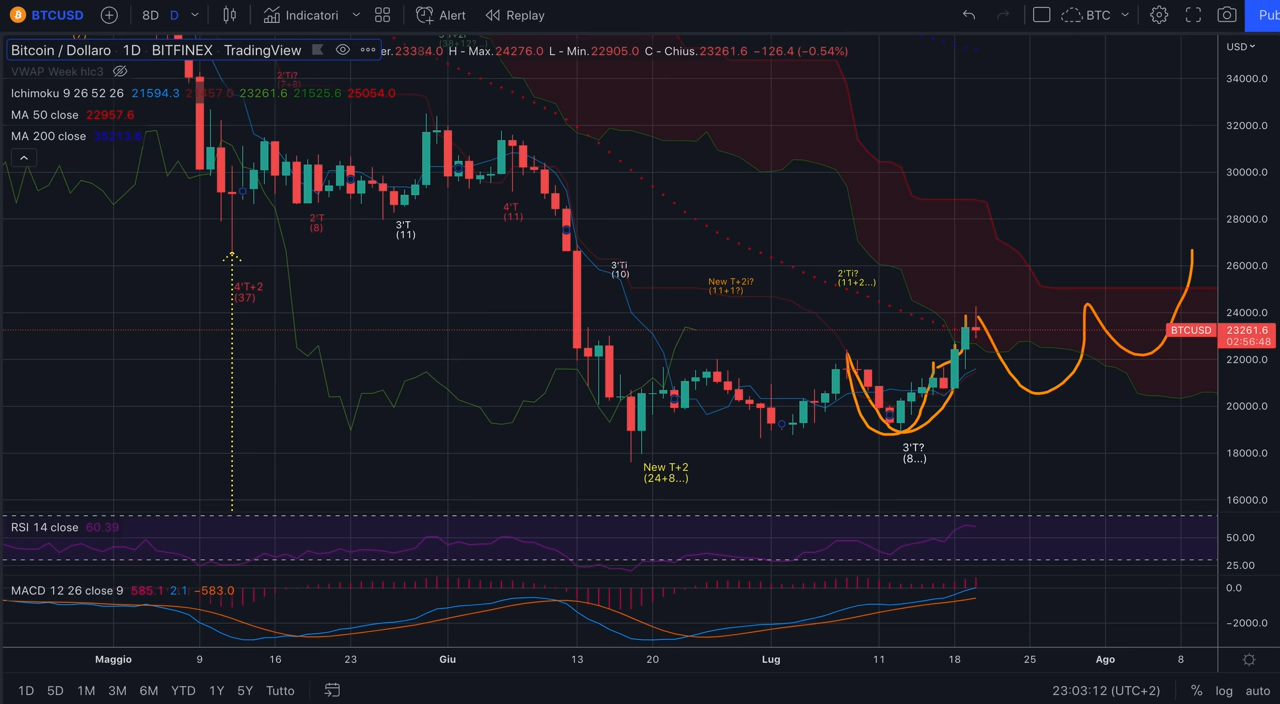 BTCUSD 8D D Indicatori Alert Replay BTC Pub
Bitcoin / Dollaro 1D BITFINEX TradingView er.23384.0 H - Max.24276.0 L - Min.22905.0 C - Chius.23261.6 −126.4 (−0.54%)
USD
VWAP Week hlc3
2'Ti?
(7+8)
Ichimoku 9 26 52 26 21594.3 23261.6 21525.6 25054.0
MA 50 close 22957.6
MA 200 close
34000.0
32000.0
30000.0
28000.0
26000.0
24000.0
22000.0
20000.0
18000.0
16000.0
2'T
(8)
3'T
(11)
4'T
(11)
4'T+2
(37)
3'Ti
(10)
New T+2i?
(11+1?)
2'Ti?
(11+2...)
BTCUSD 23261.6
02:56:48
3'T?
(8...)
New T+2
(24+8...)
RSI 14 close 60.39
50.00
25.00
MACD 12 26 close 9 585.1 2.1 −583.0
0.0
−2000.0
Maggio 9 16 23 Giu 13 20 Lug 11 18 25 Ago 8
1D 5D 1M 3M 6M YTD 1Y 5Y Tutto 23:03:12 (UTC+2) % log auto